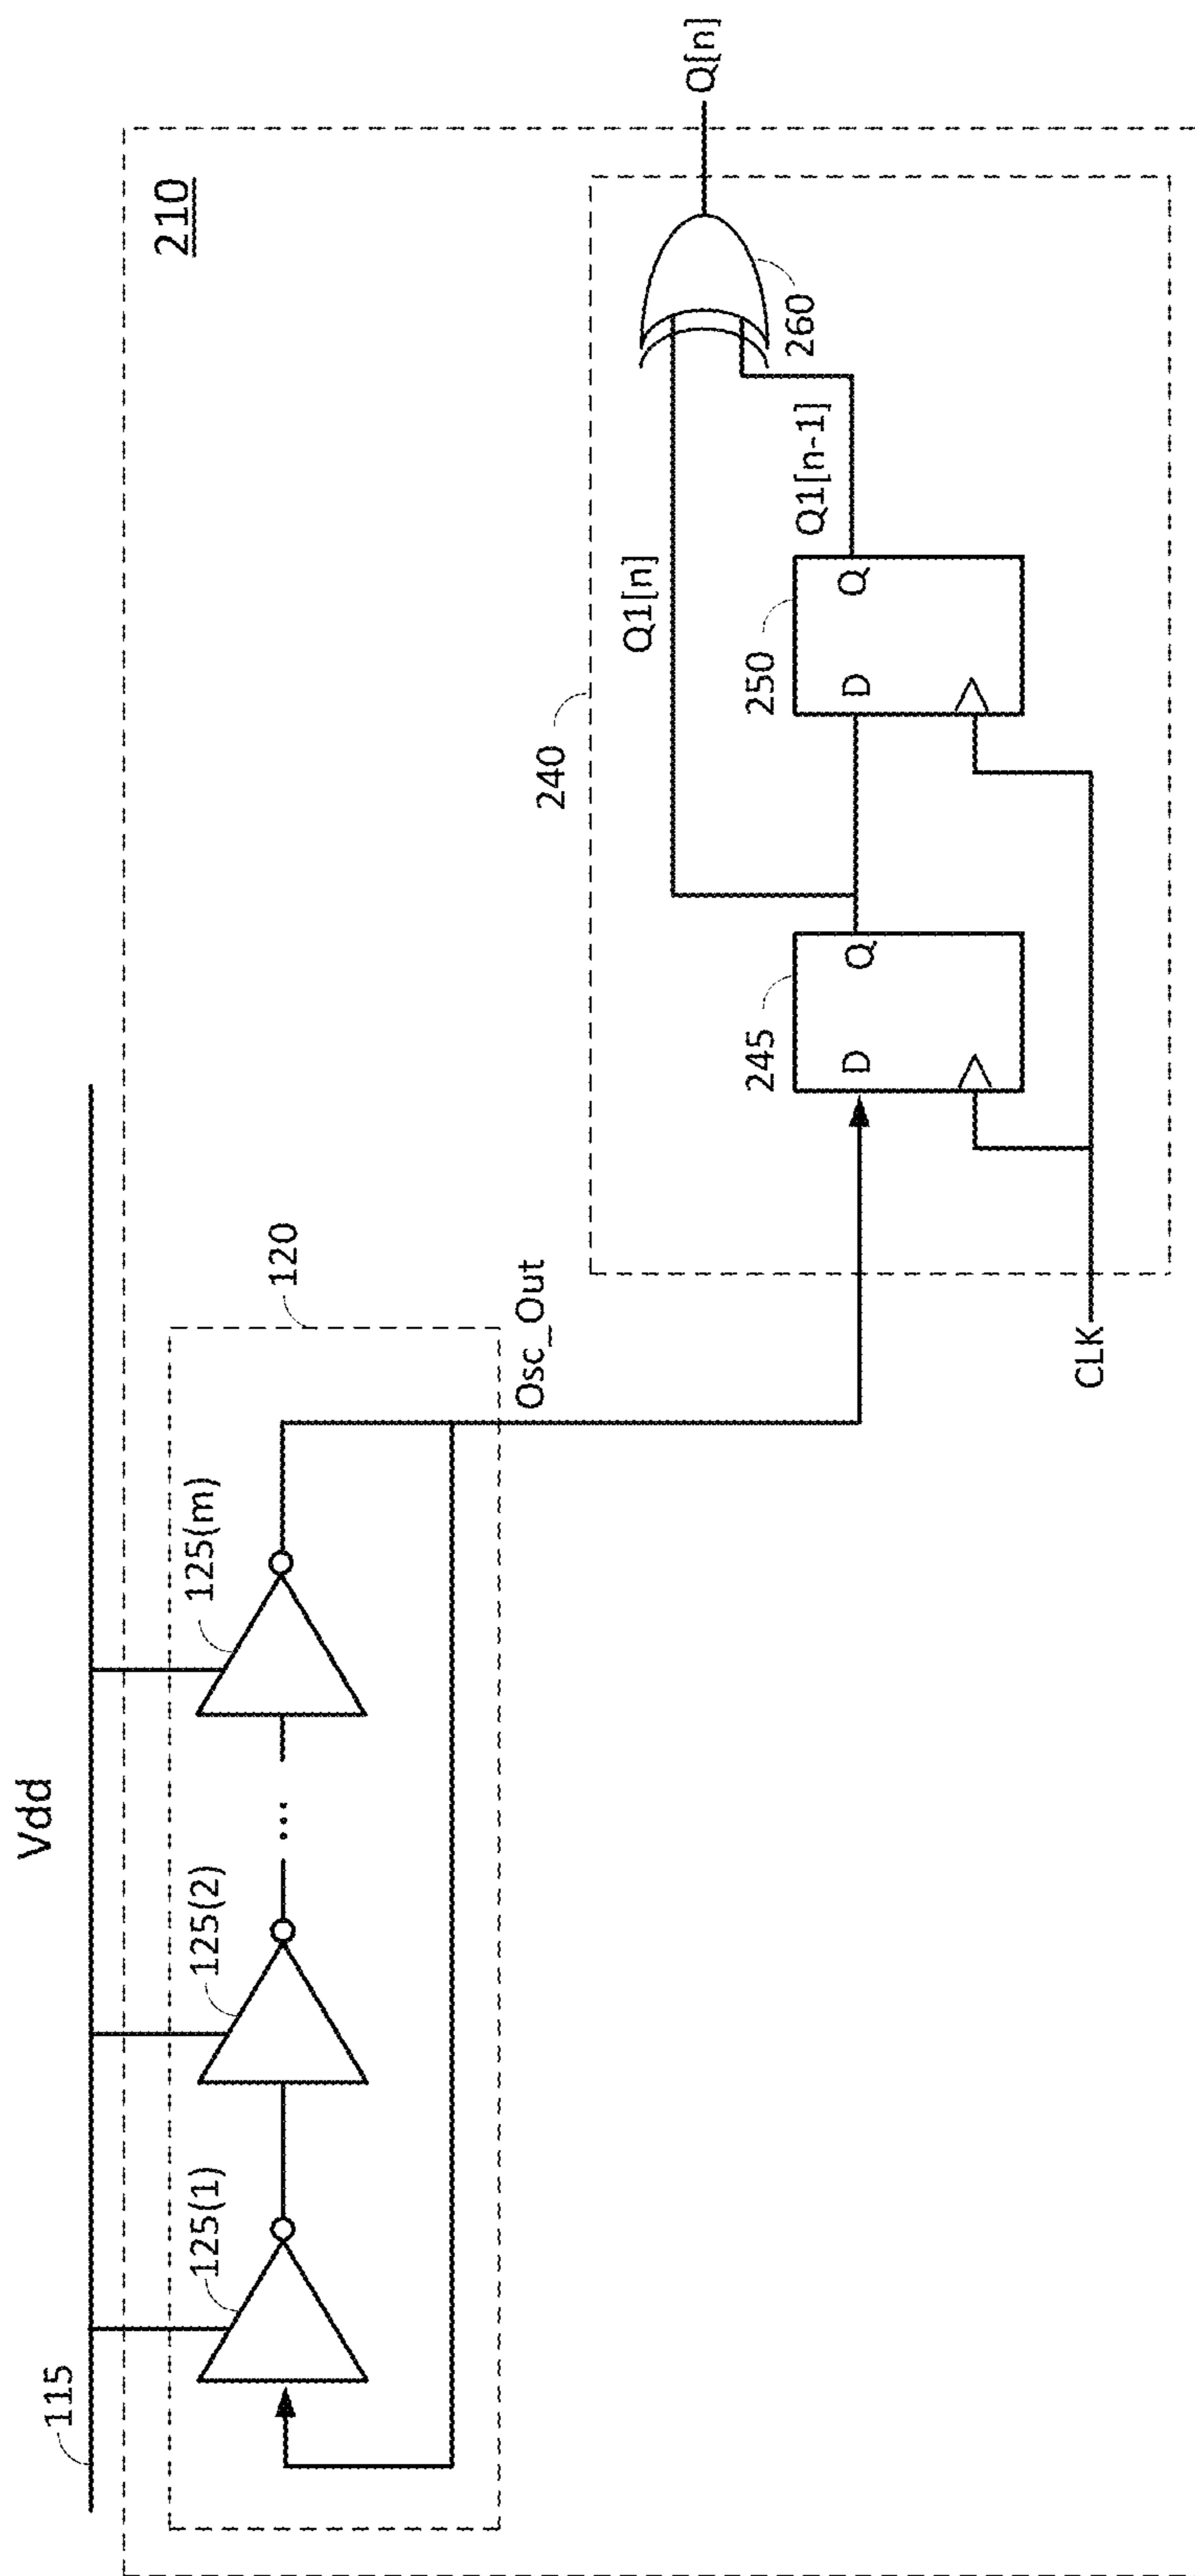 Vdd
115
210
125(1)
125(2)
...
125(m)
120
Osc_Out
240
Q1[n]
Q[n]
245
D
Q
250
D
Q
Q1[n-1]
260
CLK